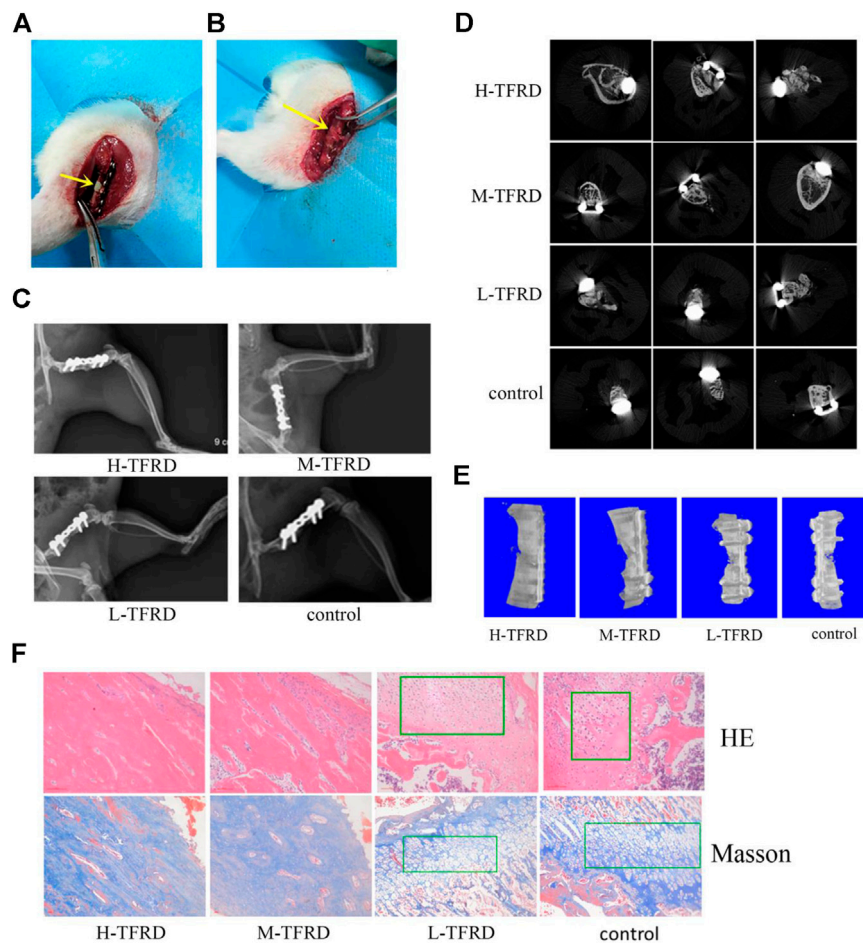 A
B
D
H-TFRD
M-TFRD
L-TFRD
control
C
9 c
H-TFRD
M-TFRD
L-TFRD
control
E
H-TFRD
M-TFRD
L-TFRD
control
F
HE
Masson
H-TFRD
M-TFRD
L-TFRD
control